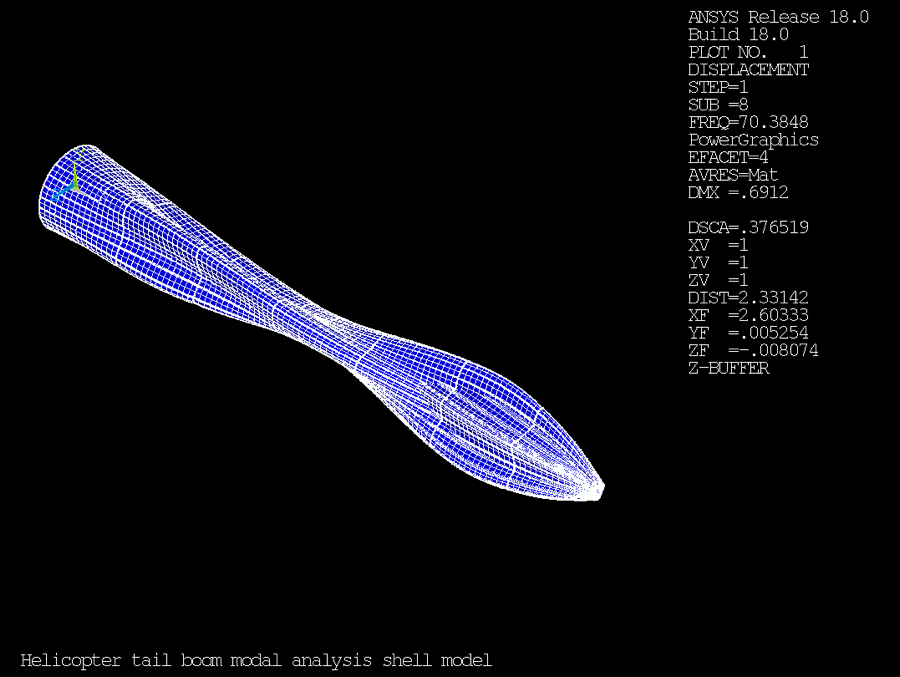 ANSYS Release 18.0
Build 18.0
PLOT NO. 1
DISPLACEMENT
STEP=1
SUB =8
FREQ=70.3848
PowerGraphics
EFACET=4
AVRES=Mat
DMX =.6912
DSCA=.376519
XV =1
YV =1
ZV =1
DIST=2.33142
XF =2.60333
YF =.005254
ZF =-.008074
Z-BUFFER
Helicopter tail boom modal analysis shell model